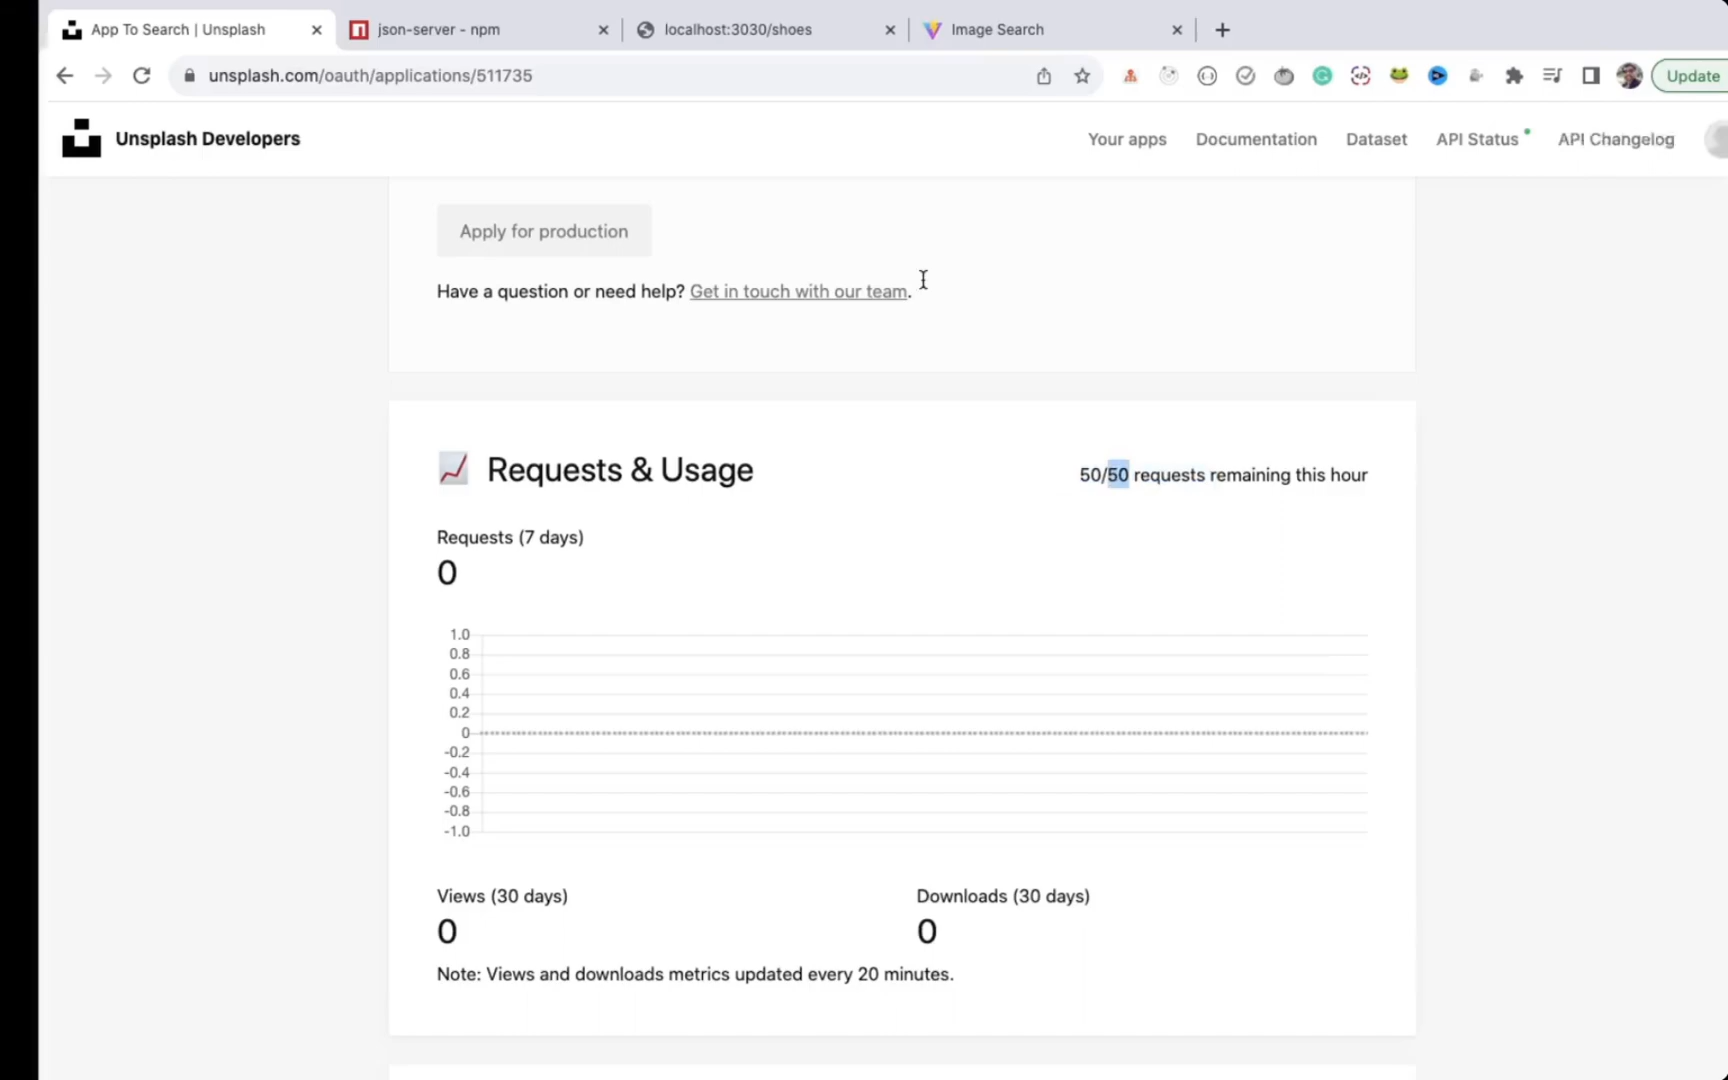 App To Search | Unsplash
json-server - npm
localhost:3030/shoes
Image Search
unsplash.com/oauth/applications/511735
Update
Unsplash Developers
Your apps
Documentation
Dataset
API Status
API Changelog
Apply for production
Have a question or need help? Get in touch with our team.
Requests & Usage
50/50 requests remaining this hour
Requests (7 days)
0
1.0
0.8
0.6
0.4
0.2
0
-0.2
-0.4
-0.6
-0.8
-1.0
Views (30 days)
Downloads (30 days)
0
0
Note: Views and downloads metrics updated every 20 minutes.